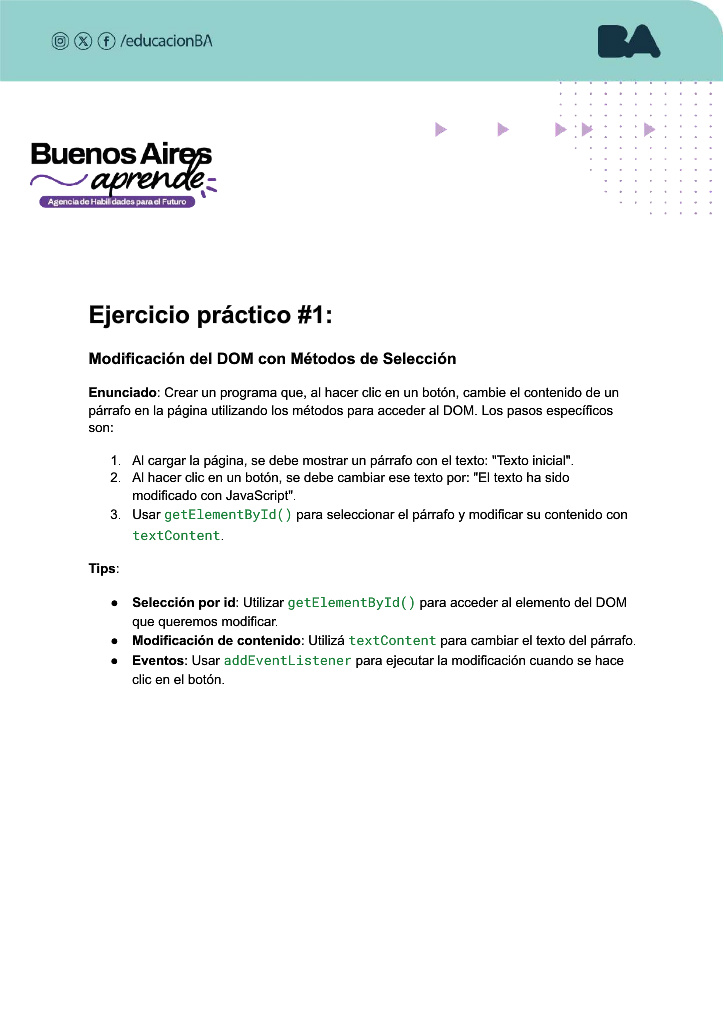 /educacionBA
BA
Buenos Aires
aprende
Agencia de Habilidades para el Futuro
Ejercicio práctico #1:
Modificación del DOM con Métodos de Selección
Enunciado: Crear un programa que, al hacer clic en un botón, cambie el contenido de un
párrafo en la página utilizando los métodos para acceder al DOM. Los pasos específicos
son:
1. Al cargar la página, se debe mostrar un párrafo con el texto: "Texto inicial".
2. Al hacer clic en un botón, se debe cambiar ese texto por: "El texto ha sido
modificado con JavaScript".
3. Usar getElementById() para seleccionar el párrafo y modificar su contenido con
textContent.
Tips:
● Selección por id: Utilizar getElementById() para acceder al elemento del DOM
que queremos modificar.
● Modificación de contenido: Utilizá textContent para cambiar el texto del párrafo.
● Eventos: Usar addEventListener para ejecutar la modificación cuando se hace
clic en el botón.